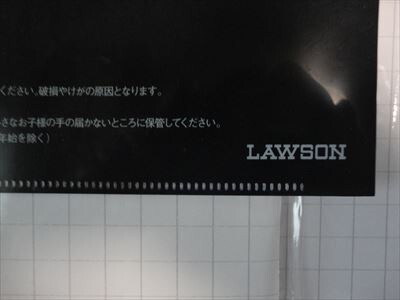 ください。破損やけがの原因となります。
さなお子様の手の届かないところに保管してください。
年始を除く）
LAWSON